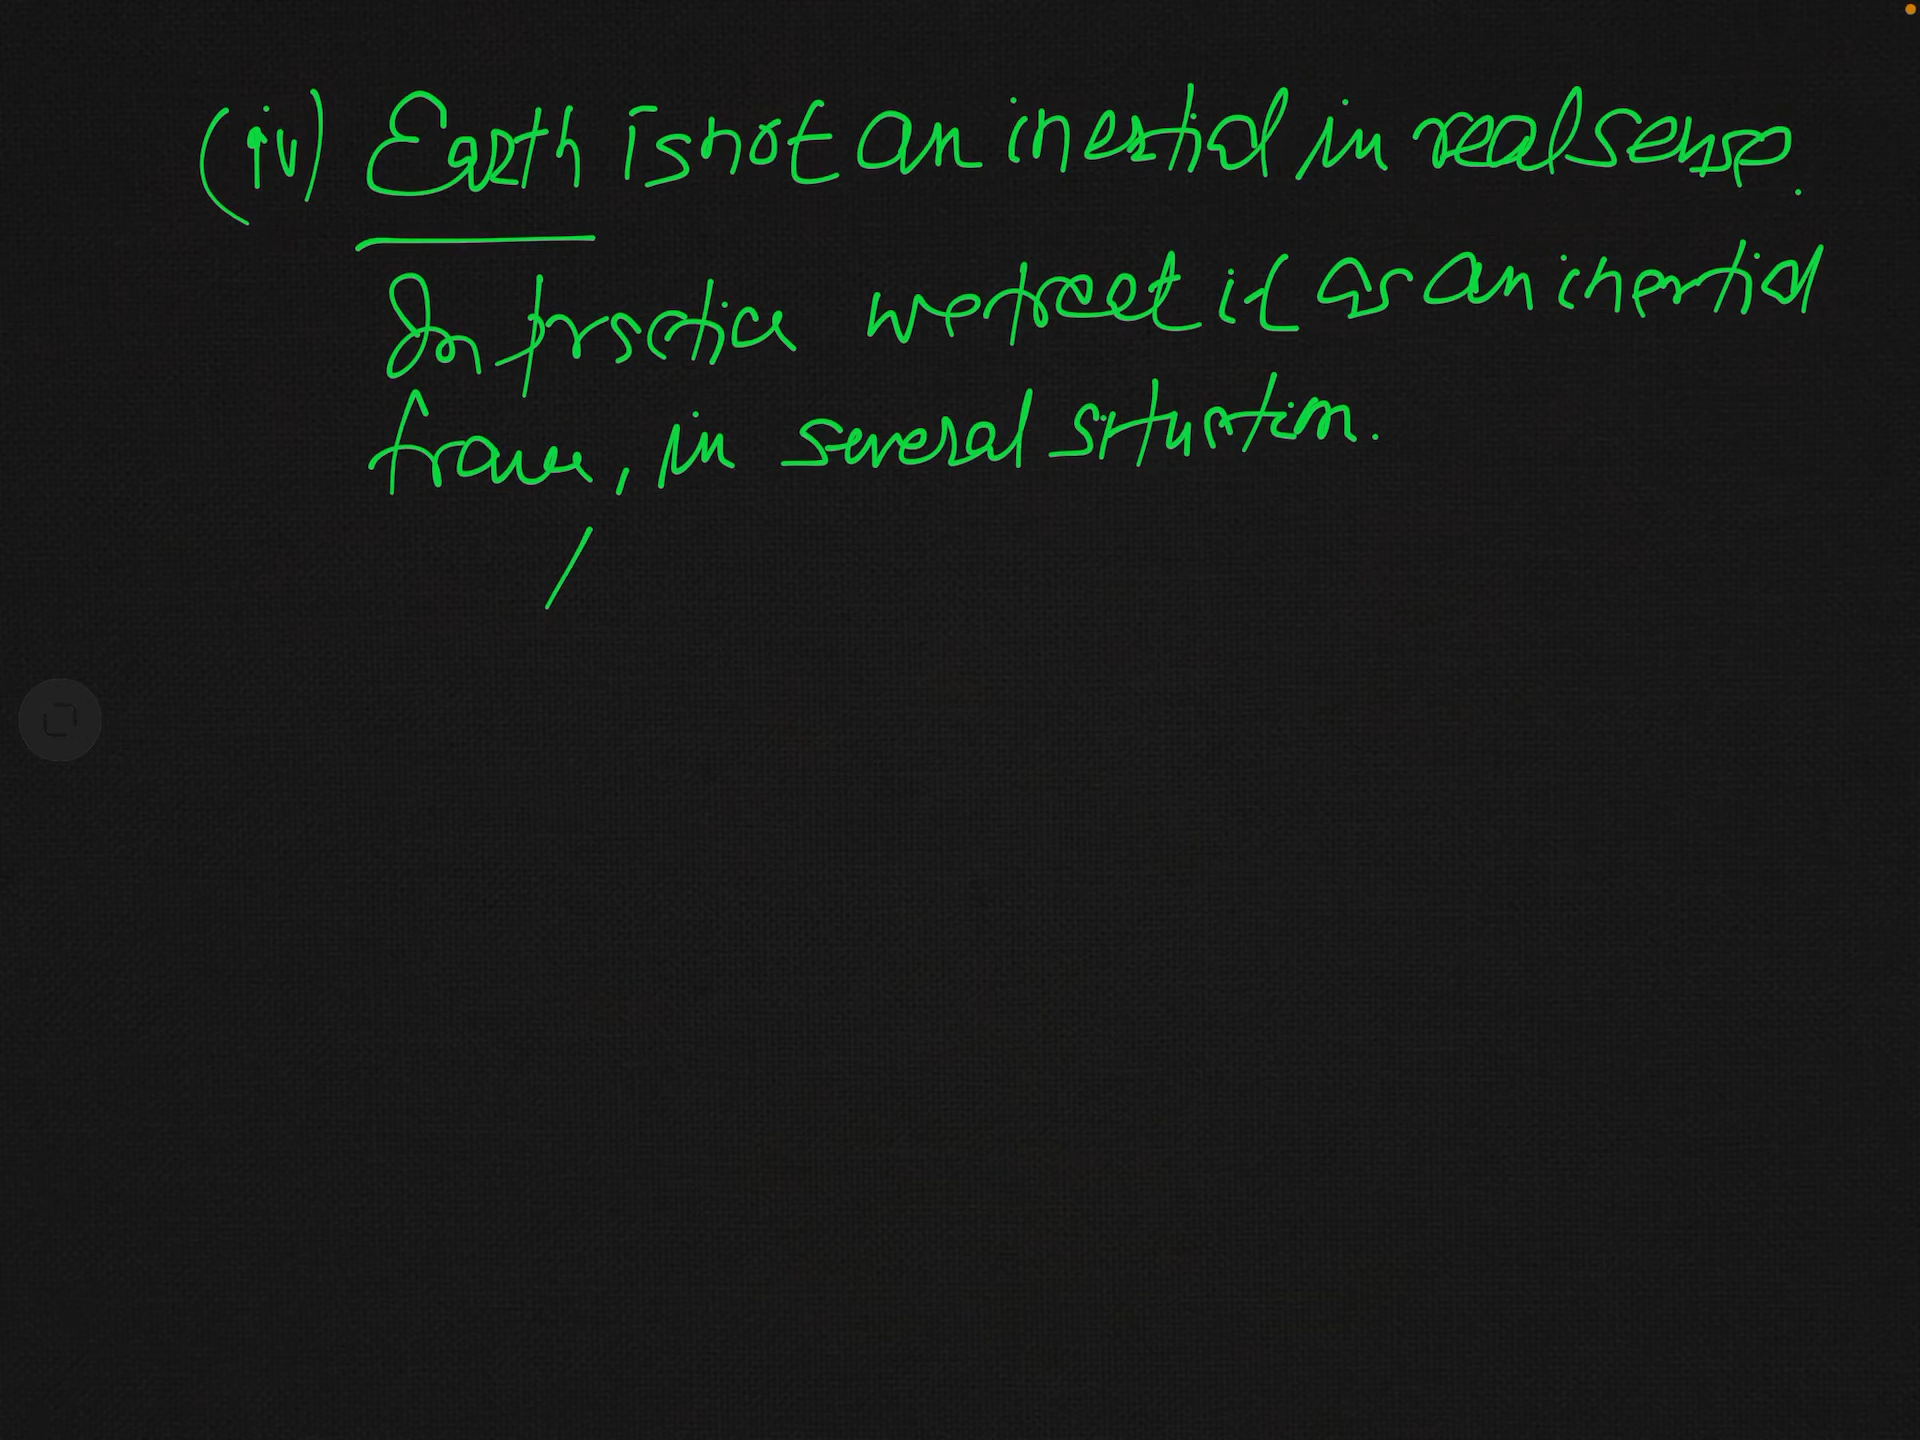 (iv) Earth is not an inertial in real sense.
In practice we treat it as an inertial
frame, in several situation.